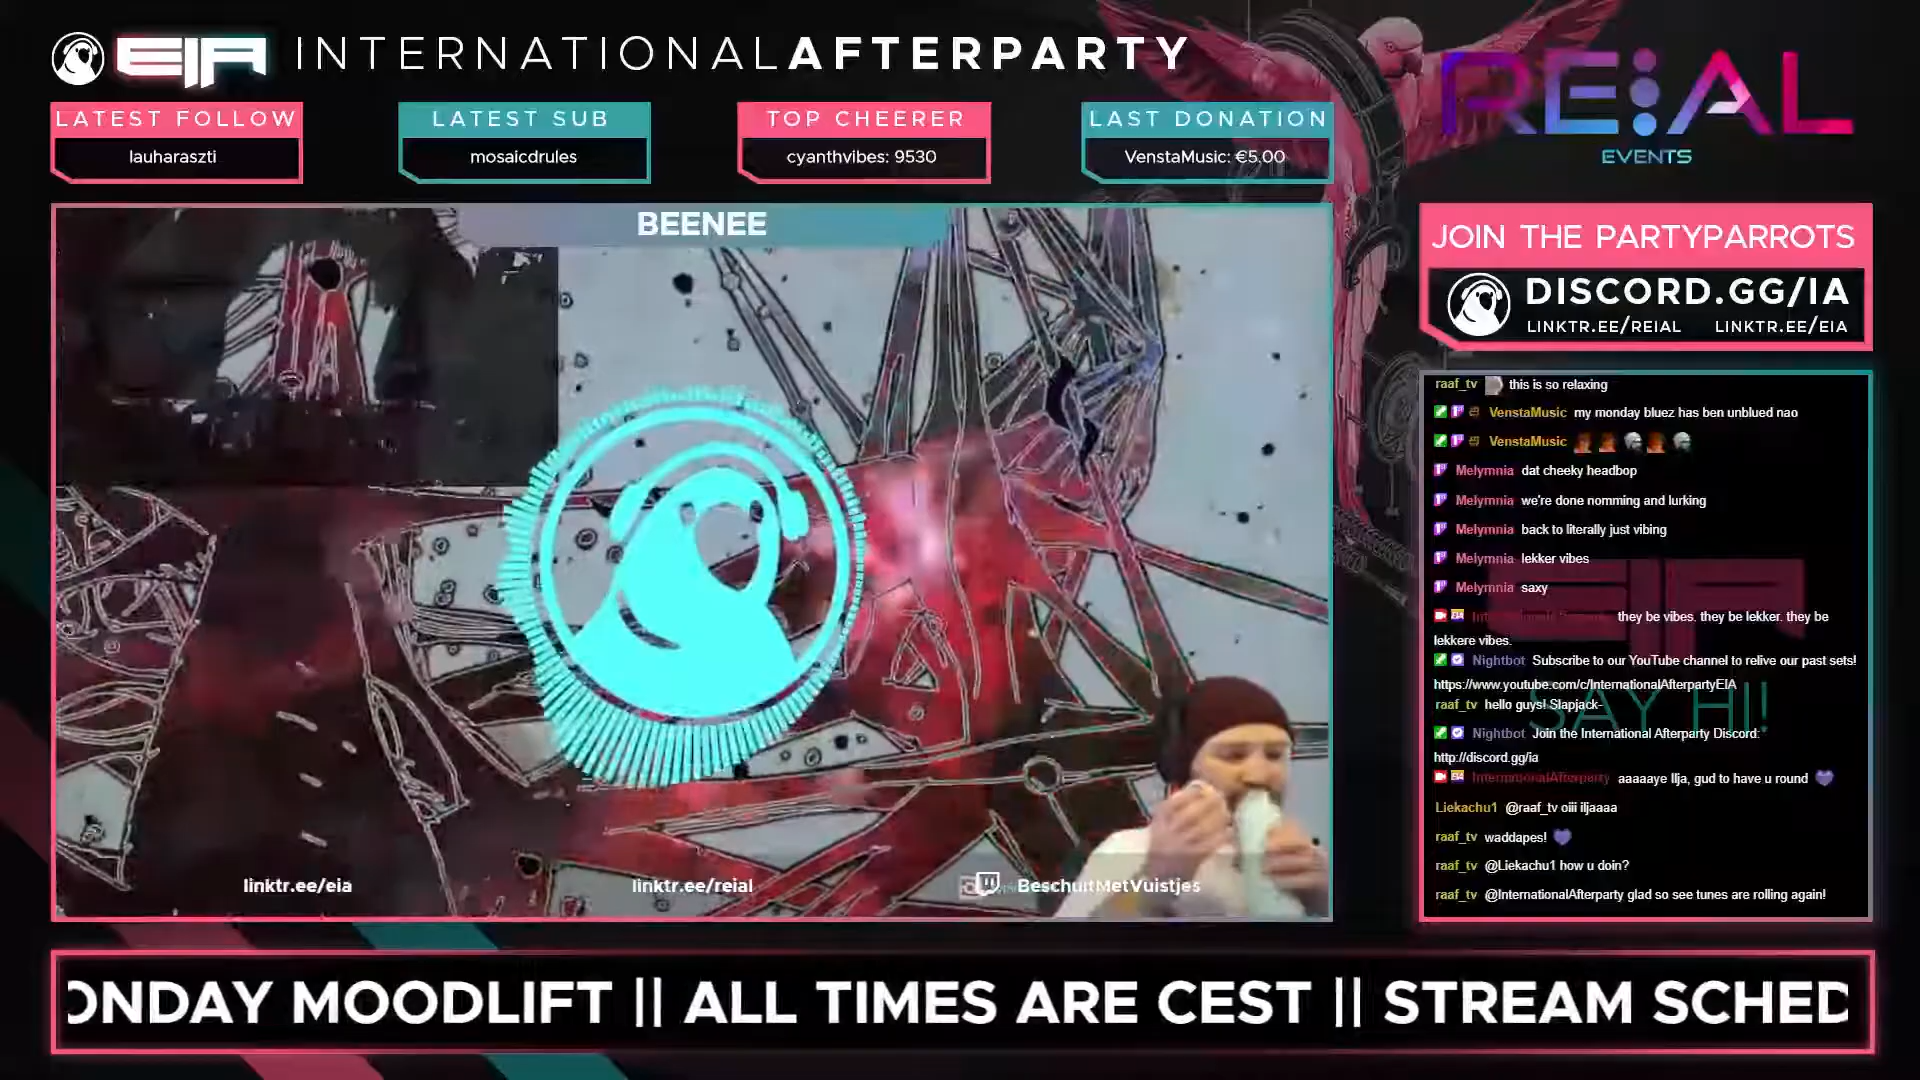 EIA INTERNATIONALAFTERPARTY
RE:AL
EVENTS
LATEST FOLLOW
lauharaszti
LATEST SUB
mosaicdrules
TOP CHEERER
cyanthvibes: 9530
LAST DONATION
VenstaMusic: €5.00
BEENEE
linktr.ee/eia
linktr.ee/reial
BeschuitMetVuistjes
JOIN THE PARTYPARROTS
DISCORD.GG/IA
LINKTR.EE/REIAL LINKTR.EE/EIA
raaf_tv this is so relaxing
VenstaMusic my monday bluez has ben unblued nao
VenstaMusic
Melymnia dat cheeky headbop
Melymnia we're done nomming and lurking
Melymnia back to literally just vibing
Melymnia lekker vibes
Melymnia saxy
InternationalAfterparty they be vibes. they be lekker. they be
lekkere vibes.
Nightbot Subscribe to our YouTube channel to relive our past sets!
https://www.youtube.com/c/InternationalAfterpartyEIA
raaf_tv hello guys! Slapjack-
Nightbot Join the International Afterparty Discord:
http://discord.gg/ia
InternationalAfterparty aaaaaye Ilja, gud to have u round
Liekachu1 @raaf_tv oiii iljaaaa
raaf_tv waddapes!
raaf_tv @Liekachu1 how u doin?
raaf_tv @InternationalAfterparty glad so see tunes are rolling again!
EIA
SAY HI!
ONDAY MOODLIFT || ALL TIMES ARE CEST || STREAM SCHED